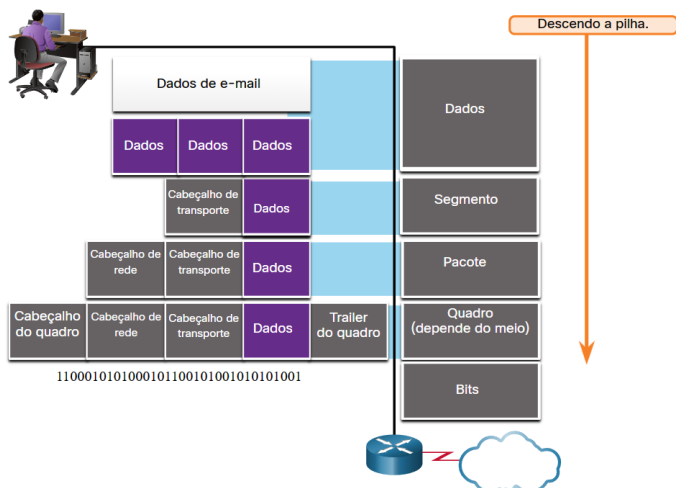 Descendo a pilha.
Dados de e-mail
Dados
Dados Dados Dados
Cabeçalho de
transporte
Dados
Segmento
Cabeçalho de
rede
Cabeçalho de
transporte
Dados
Pacote
Cabeçalho
do quadro
Cabeçalho de
rede
Cabeçalho de
transporte
Dados
Trailer
do quadro
Quadro
(depende do meio)
1100010101000101100101001010101001
Bits